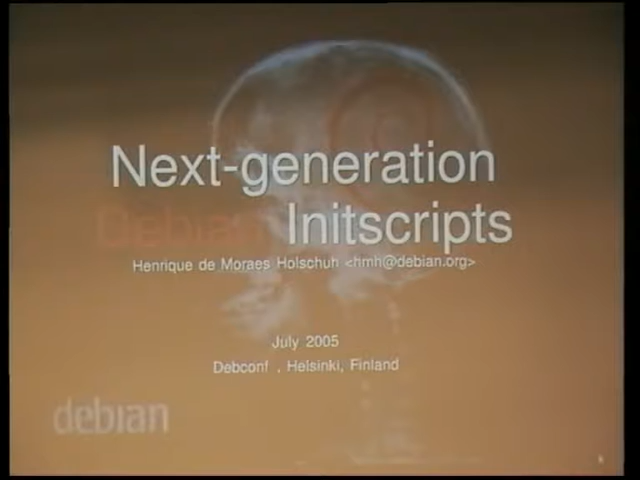 Next-generation
Debian Initscripts
Henrique de Moraes Holschuh <hmh@debian.org>
July 2005
Debconf , Helsinki, Finland
debian